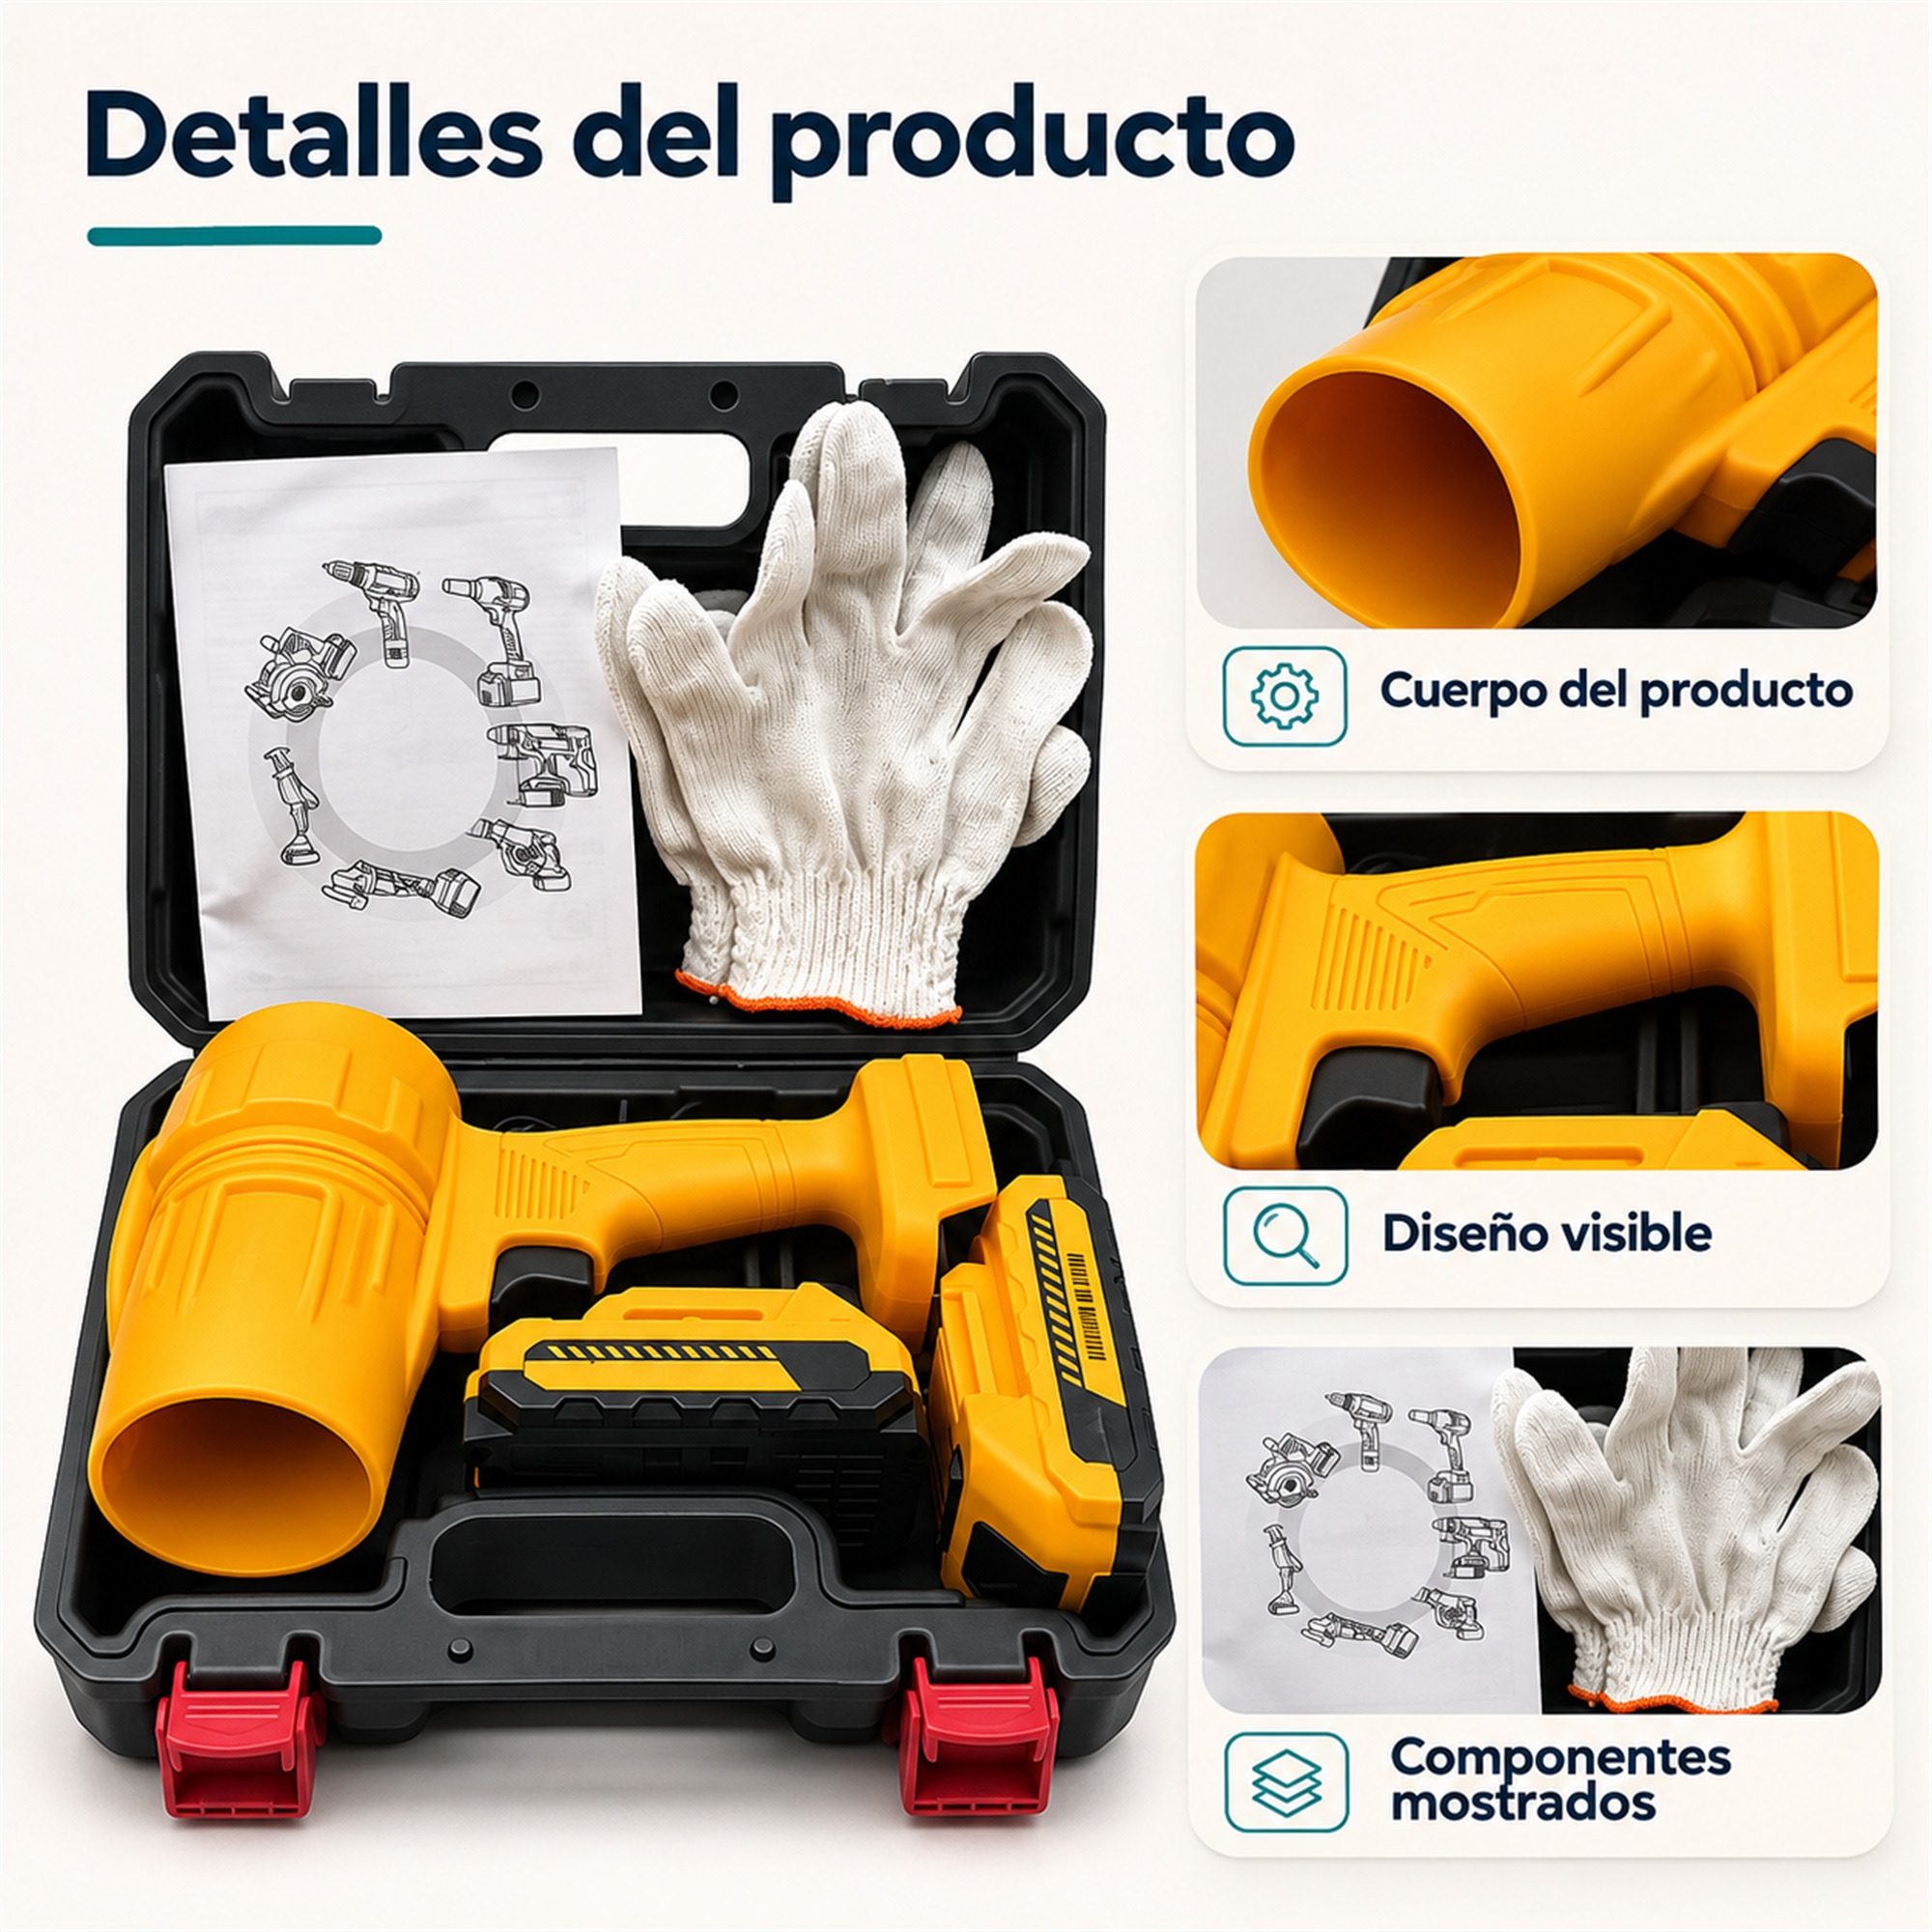 Detalles del producto
Cuerpo del producto
Diseño visible
Componentes
mostrados